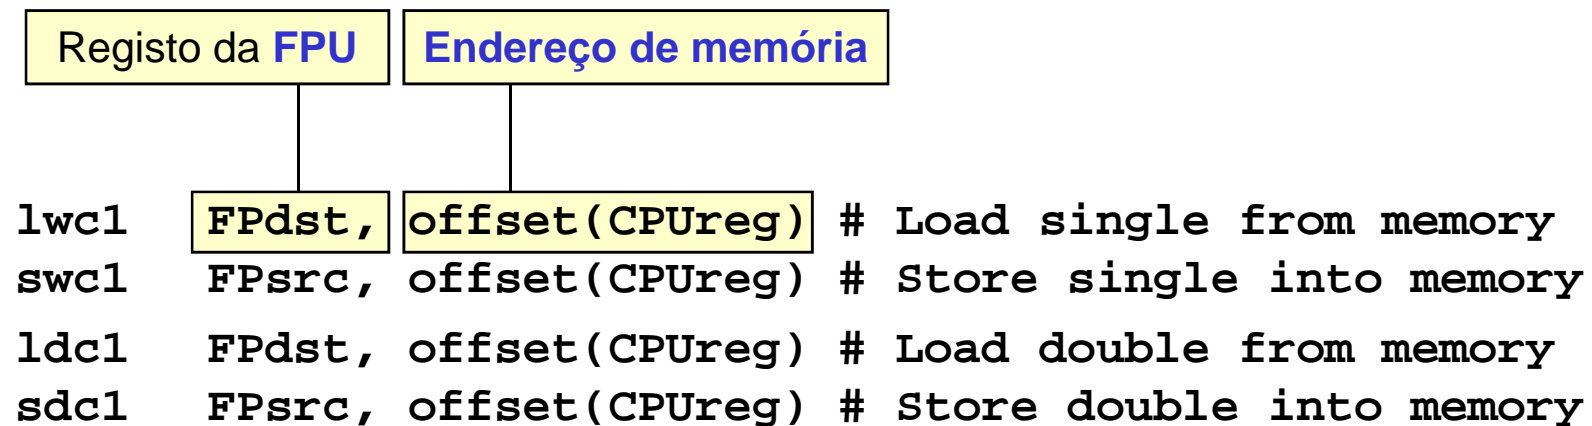 Registo da FPU
Endereço de memória
lwc1 FPdst, offset(CPUreg) # Load single from memory
swc1 FPsrc, offset(CPUreg) # Store single into memory
ldc1 FPdst, offset(CPUreg) # Load double from memory
sdc1 FPsrc, offset(CPUreg) # Store double into memory